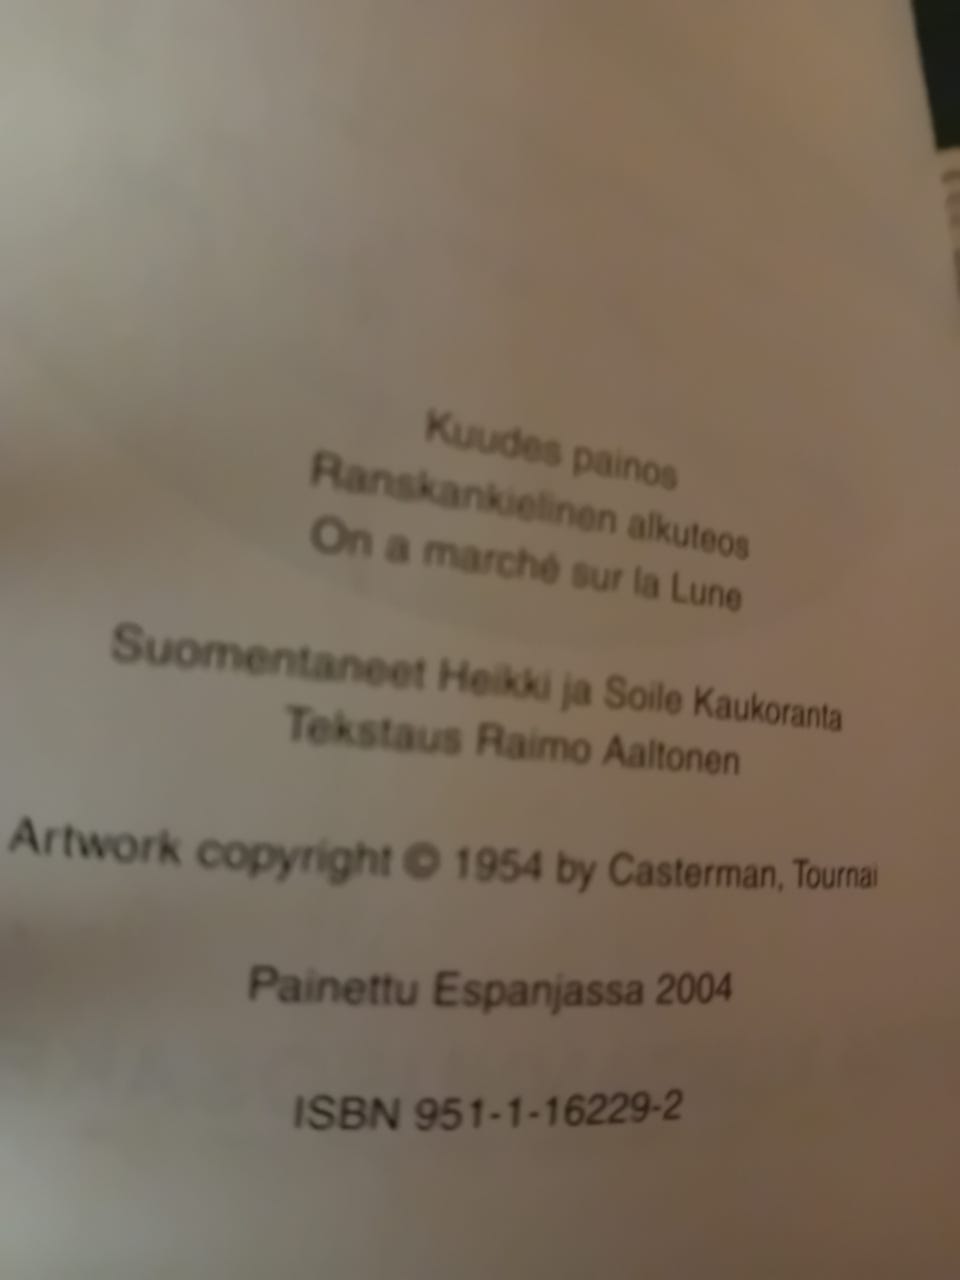 Kuudes painos
Ranskankielinen alkuteos
On a marché sur la Lune
Suomentaneet Heikki ja Soile Kaukoranta
Tekstaus Raimo Aaltonen
Artwork copyright © 1954 by Casterman, Tournai
Painettu Espanjassa 2004
ISBN 951-1-16229-2